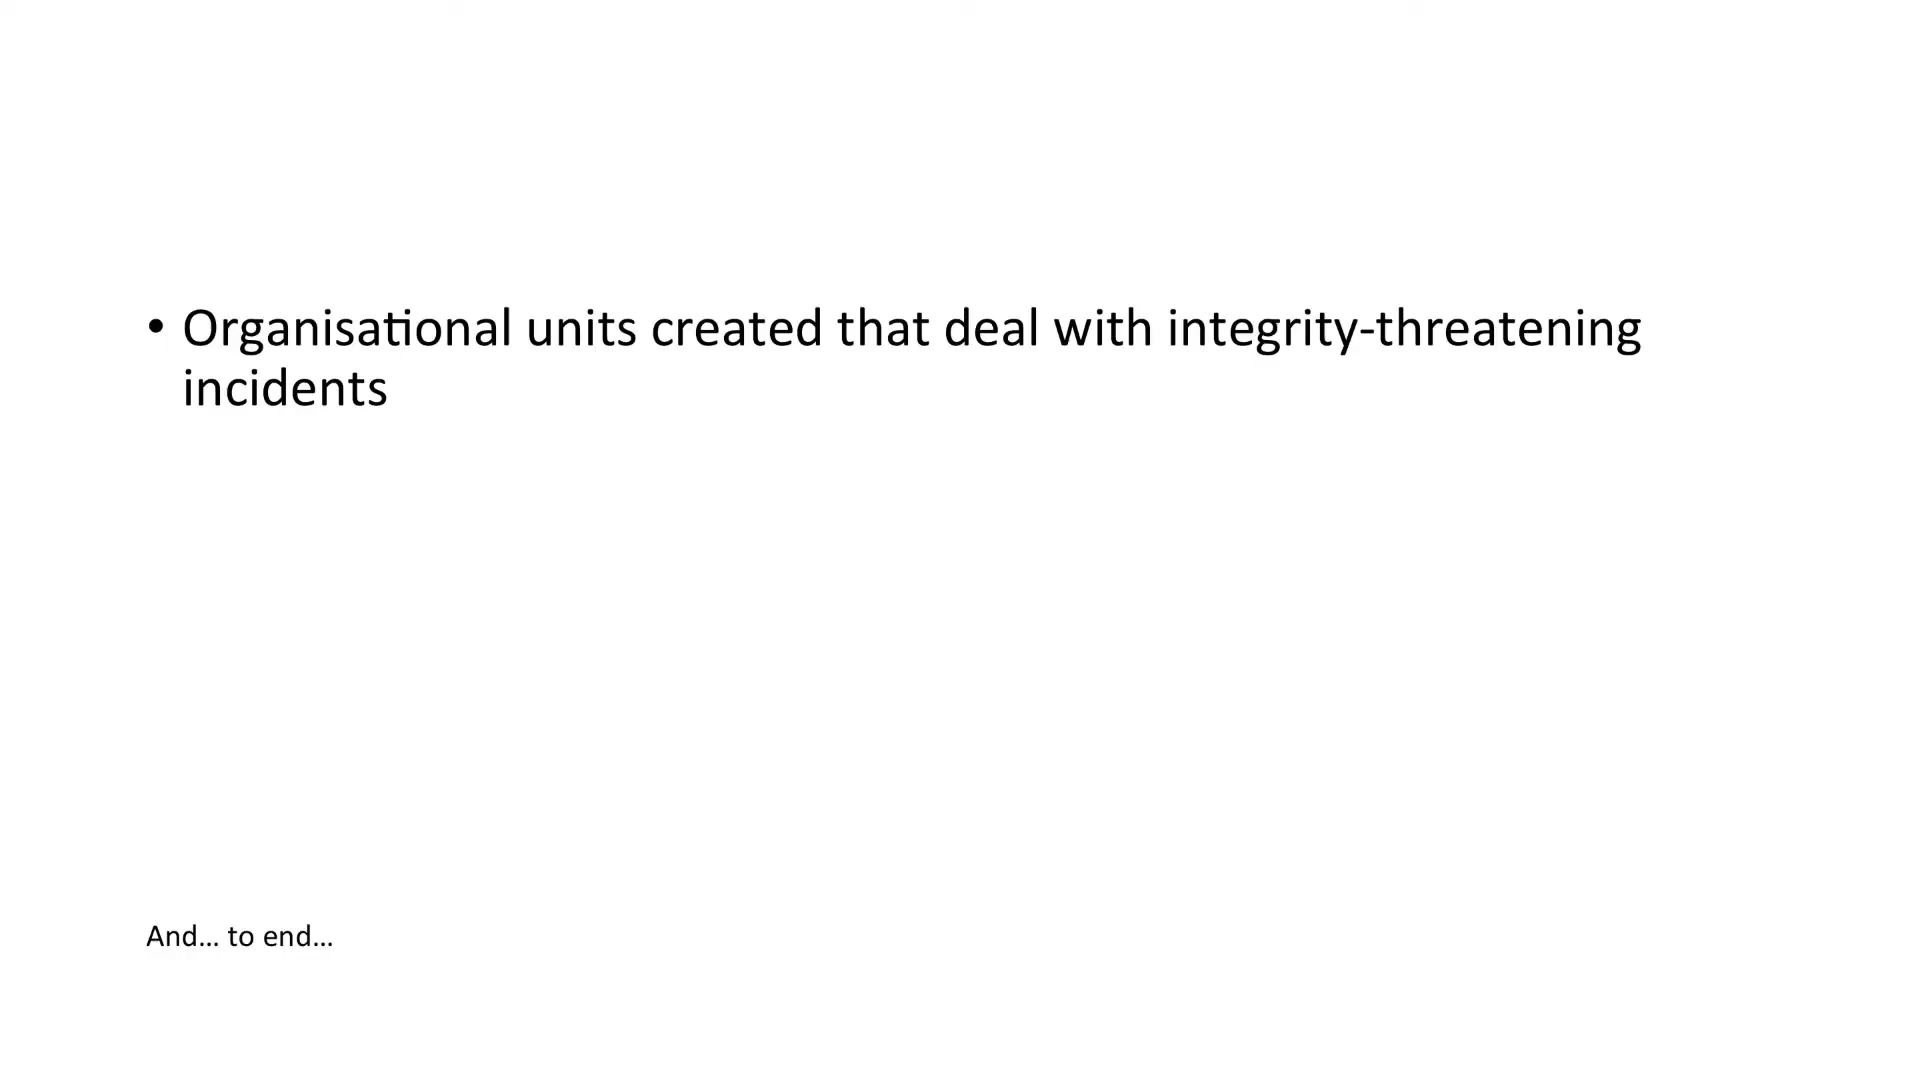 • Organisational units created that deal with integrity-threatening
incidents
And... to end...